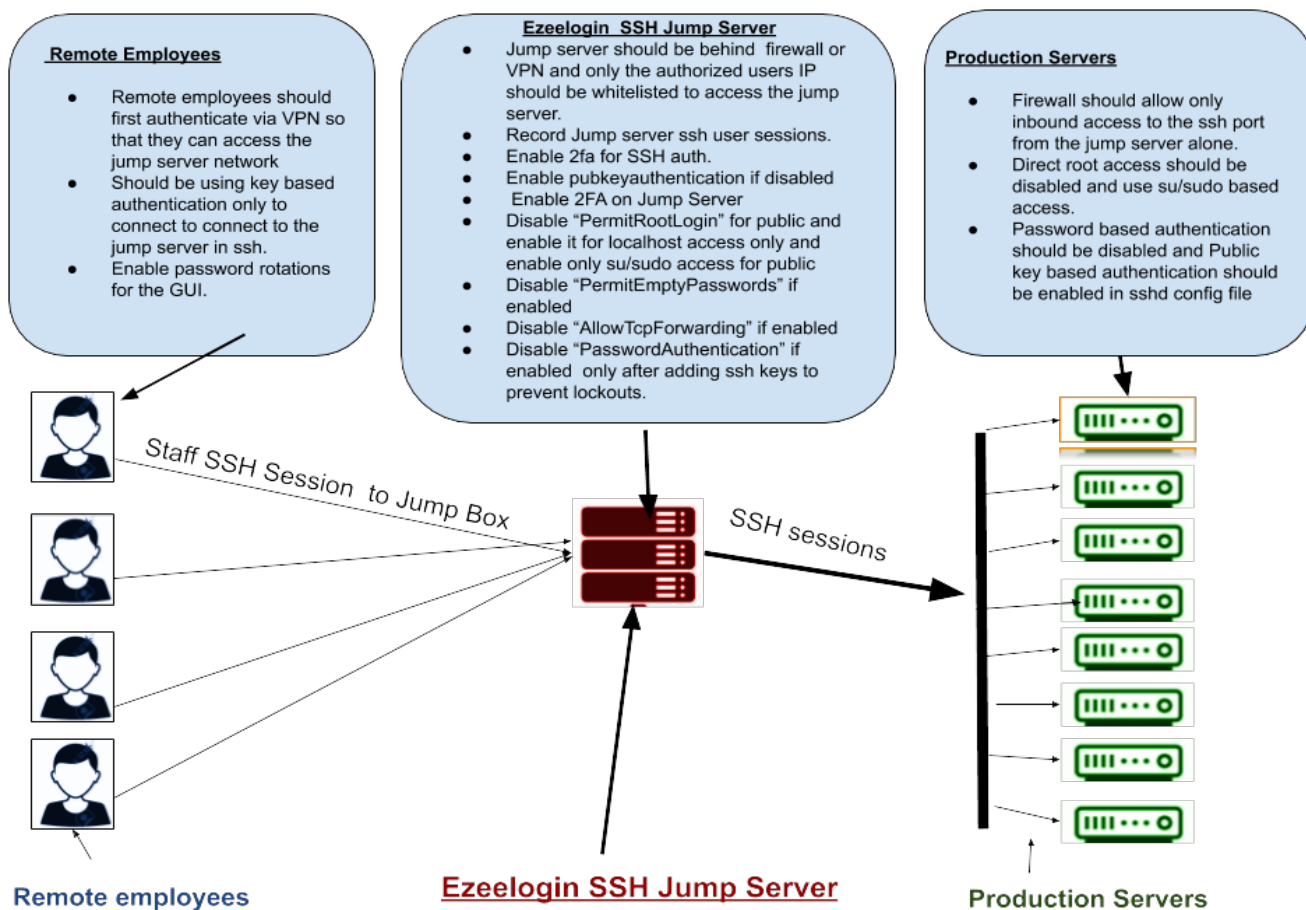 Remote Employees
● Remote employees should
first authenticate via VPN so
that they can access the
jump server network
● Should be using key based
authentication only to
connect to connect to the
jump server in ssh.
● Enable password rotations
for the GUI.
Ezeelogin SSH Jump Server
● Jump server should be behind firewall or
VPN and only the authorized users IP
should be whitelisted to access the jump
server.
● Record Jump server ssh user sessions.
● Enable 2fa for SSH auth.
● Enable pubkeyauthentication if disabled
● Enable 2FA on Jump Server
● Disable “PermitRootLogin” for public and
enable it for localhost access only and
enable only su/sudo access for public
● Disable “PermitEmptyPasswords” if
enabled
● Disable “AllowTcpForwarding” if enabled
● Disable “PasswordAuthentication” if
enabled only after adding ssh keys to
prevent lockouts.
Production Servers
● Firewall should allow only
inbound access to the ssh port
from the jump server alone.
● Direct root access should be
disabled and use su/sudo based
access.
● Password based authentication
should be disabled and Public
key based authentication should
be enabled in sshd config file
Staff SSH Session to Jump Box
SSH sessions
Remote employees
Ezeelogin SSH Jump Server
Production Servers